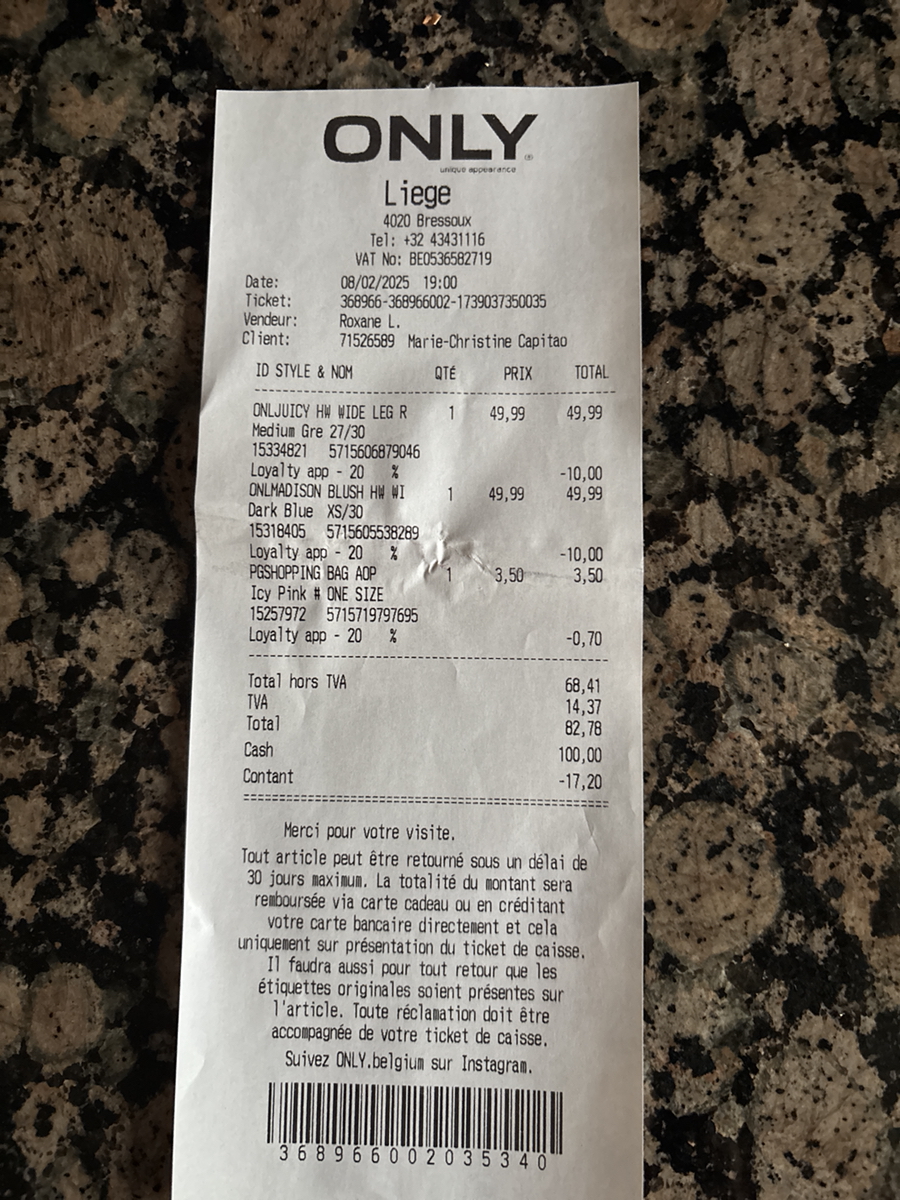 ONLY
unique appearance
Liege
4020 Bressoux
Tel: +32 43431116
VAT No: BE0536582719
Date: 08/02/2025 19:00
Ticket: 368966-368966002-1739037350035
Vendeur: Roxane L.
Client: 71526589 Marie-Christine Capitao
ID STYLE & NOM QTÉ PRIX TOTAL
ONLJUICY HW WIDE LEG R 1 49,99 49,99
Medium Gre 27/30
15334821 5715606879046
Loyalty app - 20 % -10,00
ONLMADISON BLUSH HW WI 1 49,99 49,99
Dark Blue XS/30
15318405 5715605538289
Loyalty app - 20 % -10,00
PGSHOPPING BAG AOP 1 3,50 3,50
Icy Pink # ONE SIZE
15257972 5715719797695
Loyalty app - 20 % -0,70
Total hors TVA 68,41
TVA 14,37
Total 82,78
Cash 100,00
Contant -17,20
Merci pour votre visite.
Tout article peut être retourné sous un délai de
30 jours maximum. La totalité du montant sera
remboursée via carte cadeau ou en créditant
votre carte bancaire directement et cela
uniquement sur présentation du ticket de caisse.
Il faudra aussi pour tout retour que les
étiquettes originales soient présentes sur
l'article. Toute réclamation doit être
accompagnée de votre ticket de caisse.
Suivez ONLY.belgium sur Instagram.
368966002035340